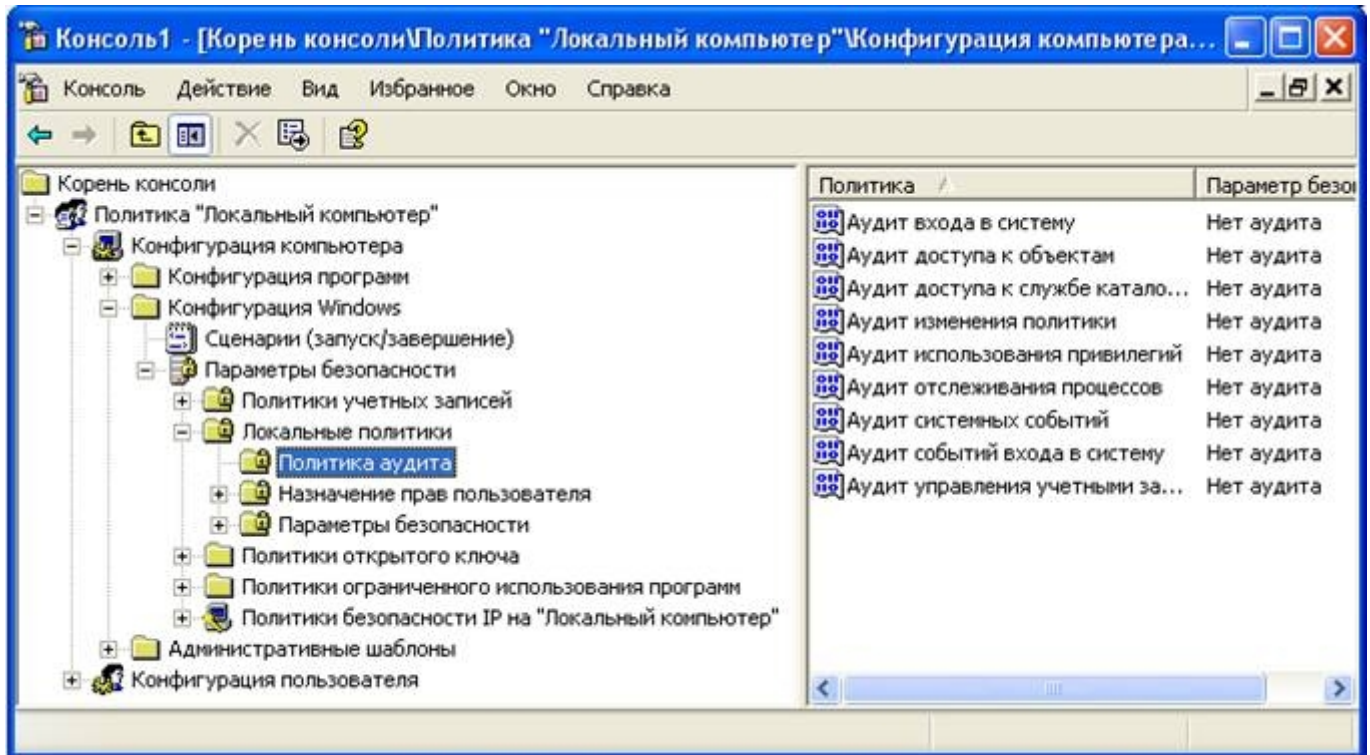 Консоль1 - [Корень консоли\Политика "Локальный компьютер"\Конфигурация компьютера...
Консоль Действие Вид Избранное Окно Справка
Корень консоли
Политика "Локальный компьютер"
Конфигурация компьютера
Конфигурация программ
Конфигурация Windows
Сценарии (запуск/завершение)
Параметры безопасности
Политики учетных записей
Локальные политики
Политика аудита
Назначение прав пользователя
Параметры безопасности
Политики открытого ключа
Политики ограниченного использования программ
Политики безопасности IP на "Локальный компьютер"
Административные шаблоны
Конфигурация пользователя
Политика Параметр безо
Аудит входа в систему Нет аудита
Аудит доступа к объектам Нет аудита
Аудит доступа к службе катало... Нет аудита
Аудит изменения политики Нет аудита
Аудит использования привилегий Нет аудита
Аудит отслеживания процессов Нет аудита
Аудит системных событий Нет аудита
Аудит событий входа в систему Нет аудита
Аудит управления учетными за... Нет аудита